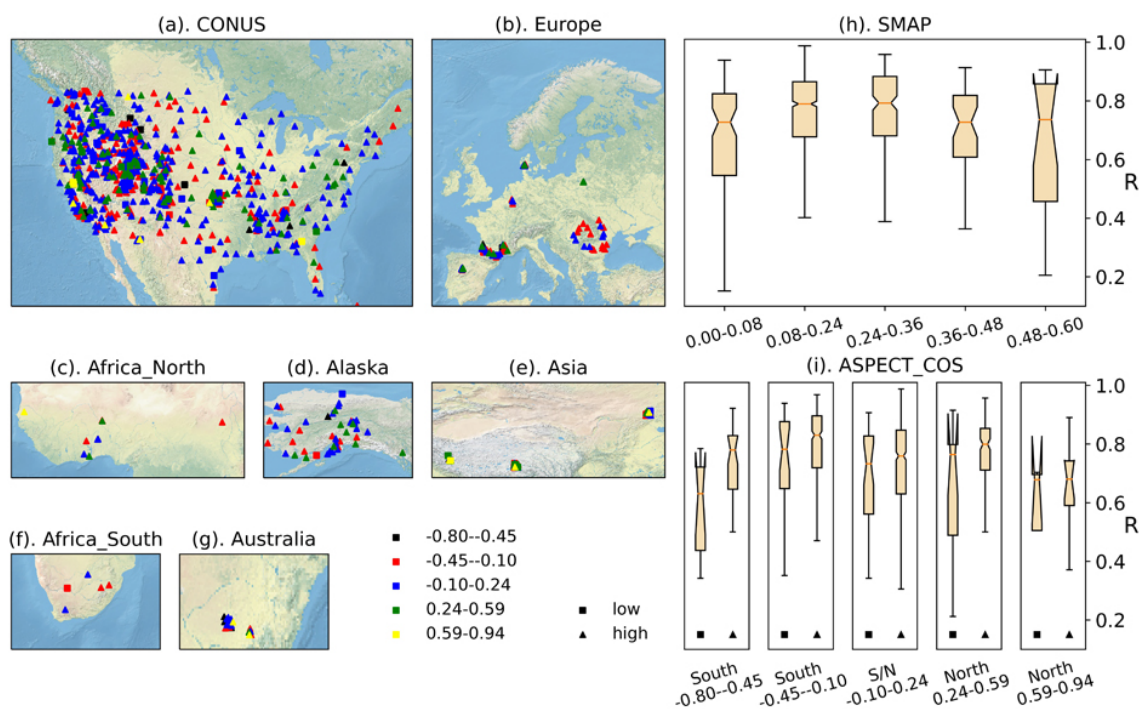 (a). CONUS
(b). Europe
(h). SMAP
1.0
0.8
0.6
R
0.4
0.2
0.00-0.08
0.08-0.24
0.24-0.36
0.36-0.48
0.48-0.60
(c). Africa_North
(d). Alaska
(e). Asia
(i). ASPECT_COS
1.0
0.8
0.6
R
0.4
0.2
(f). Africa_South
(g). Australia
-0.80--0.45
-0.45--0.10
-0.10-0.24
0.24-0.59
0.59-0.94
low
high
South
-0.80--0.45
South
-0.45--0.10
S/N
-0.10-0.24
North
0.24-0.59
North
0.59-0.94